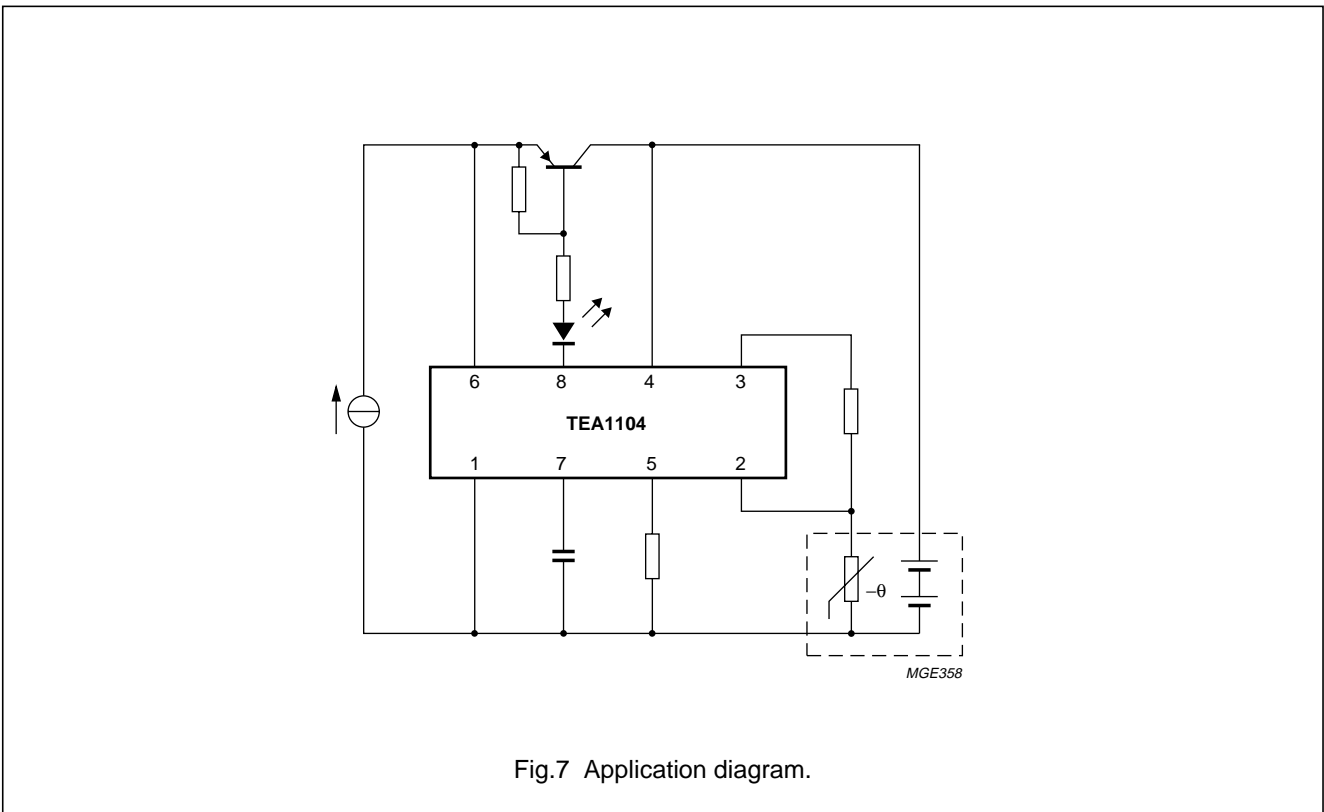 6 8 4 3
TEA1104
1 7 5 2
–θ
MGE358
Fig.7 Application diagram.